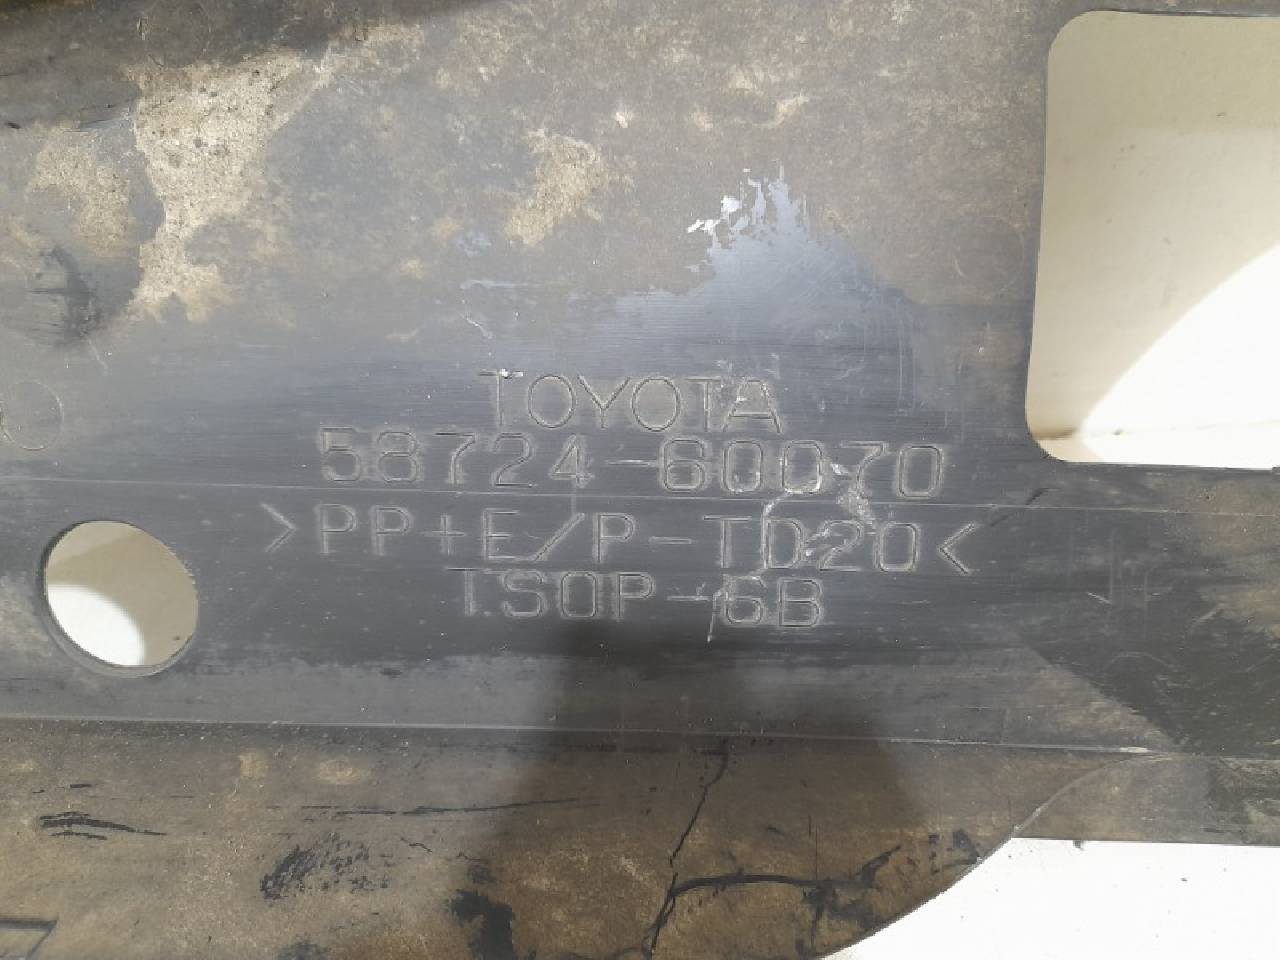 TOYOTA
58724-60070
>PP+E/P-TD20<
TSOP-6B